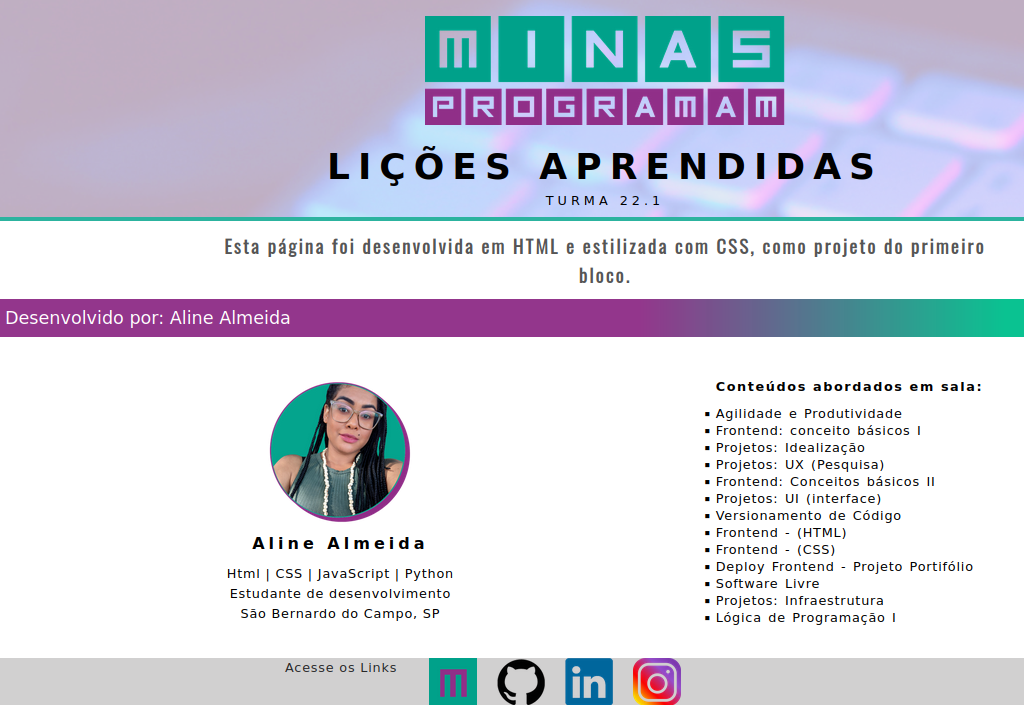 MINAS
PROGRAMAM
LIÇÕES APRENDIDAS
TURMA 22.1
Esta página foi desenvolvida em HTML e estilizada com CSS, como projeto do primeiro
bloco.
Desenvolvido por: Aline Almeida
Aline Almeida
Html | CSS | JavaScript | Python
Estudante de desenvolvimento
São Bernardo do Campo, SP
Conteúdos abordados em sala:
▪ Agilidade e Produtividade
▪ Frontend: conceito básicos I
▪ Projetos: Idealização
▪ Projetos: UX (Pesquisa)
▪ Frontend: Conceitos básicos II
▪ Projetos: UI (interface)
▪ Versionamento de Código
▪ Frontend - (HTML)
▪ Frontend - (CSS)
▪ Deploy Frontend - Projeto Portifólio
▪ Software Livre
▪ Projetos: Infraestrutura
▪ Lógica de Programação I
Acesse os Links
M
in